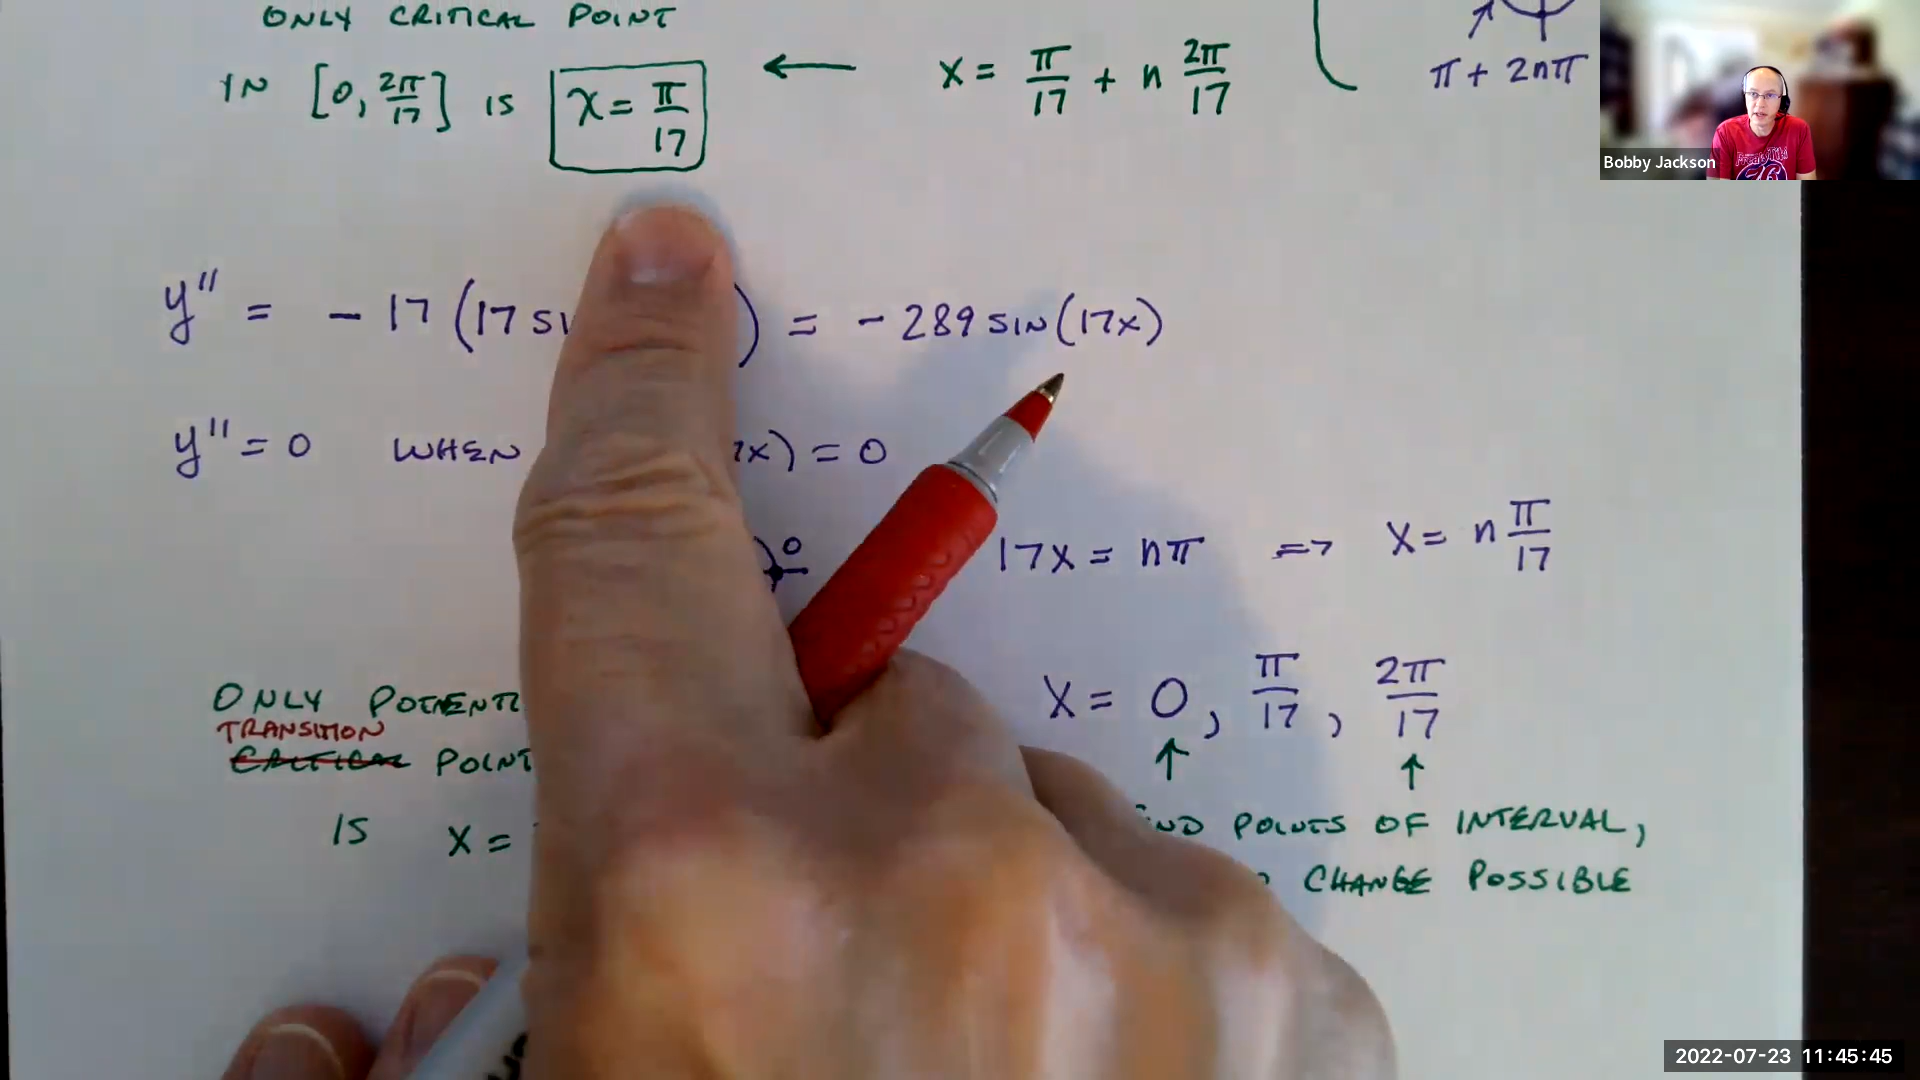 ONLY CRITICAL POINT
IN [0, 2π/17] IS x = π/17 ← x = π/17 + n 2π/17
π + 2nπ
Bobby Jackson
y'' = - 17 (17 ) = - 289 SIN(17x)
y'' = 0 WHEN x) = 0
0
17x = nπ => x = n π/17
ONLY
x = 0, π/17, 2π/17
TRANSITION
CRITICAL POINT
↑ ↑
IS x =
POINTS OF INTERVAL,
CHANGE POSSIBLE
2022-07-23 11:45:45